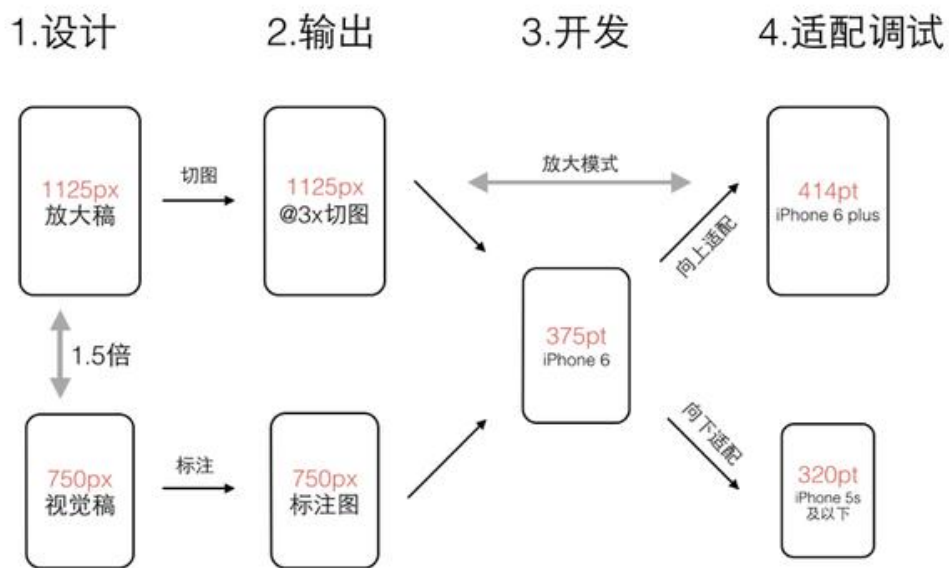 1.设计
2.输出
3.开发
4.适配调试
1125px
放大稿
切图
1125px
@3x切图
放大模式
414pt
iPhone 6 plus
向上适配
1.5倍
375pt
iPhone 6
750px
视觉稿
标注
750px
标注图
向下适配
320pt
iPhone 5s
及以下